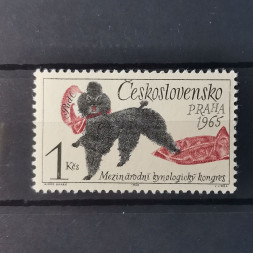 Československo
PRAHA
1965
1 Kčs
Mezinárodní kynologický kongres